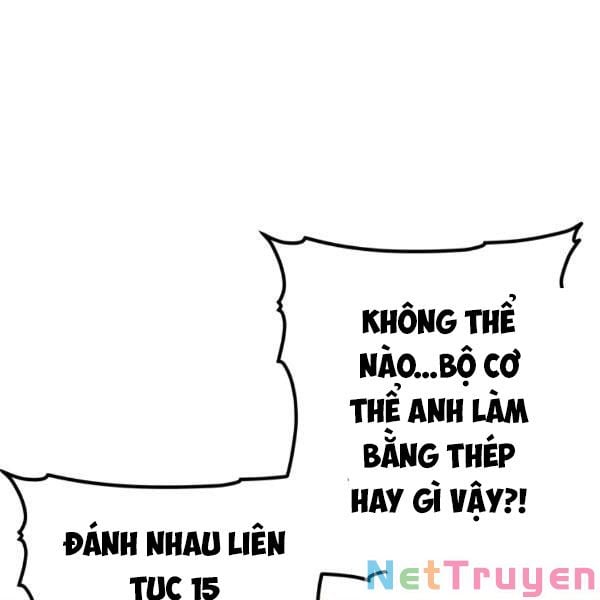 KHÔNG THỂ
NÀO...BỘ CƠ
THỂ ANH LÀM
BẰNG THÉP
HAY GÌ VẬY?!
ĐÁNH NHAU LIÊN
TỤC 15
NetTruyen